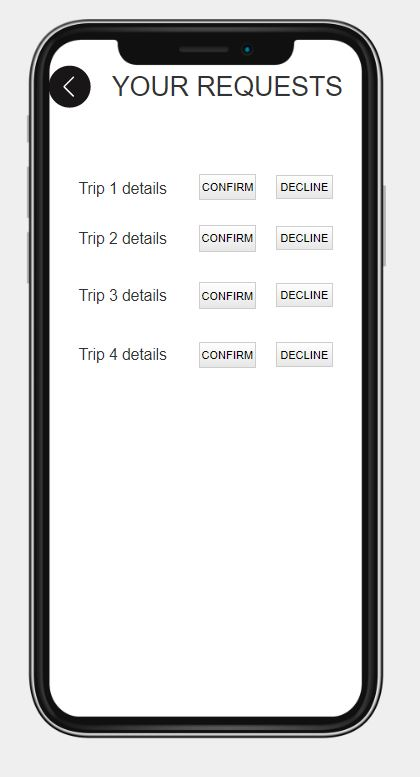 YOUR REQUESTS
Trip 1 details CONFIRM DECLINE
Trip 2 details CONFIRM DECLINE
Trip 3 details CONFIRM DECLINE
Trip 4 details CONFIRM DECLINE